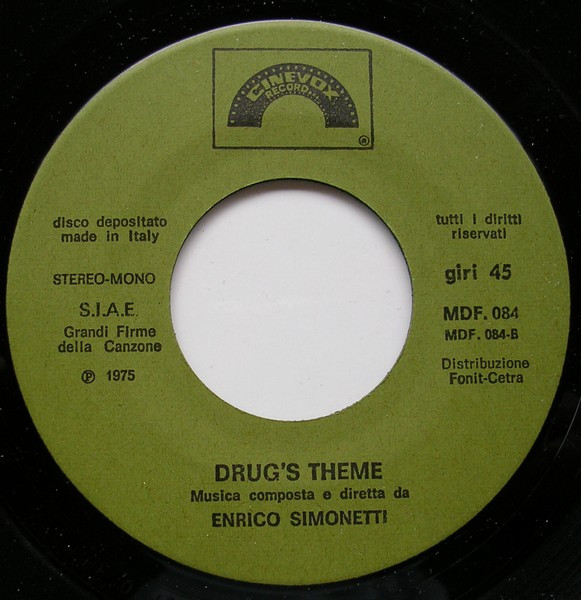 CINEVOX
RECORD
®
disco depositato
made in Italy
STEREO-MONO
S.I.A.E.
Grandi Firme
della Canzone
℗ 1975
tutti i diritti
riservati
giri 45
MDF. 084
MDF. 084-B
Distribuzione
Fonit-Cetra
DRUG'S THEME
Musica composta e diretta da
ENRICO SIMONETTI